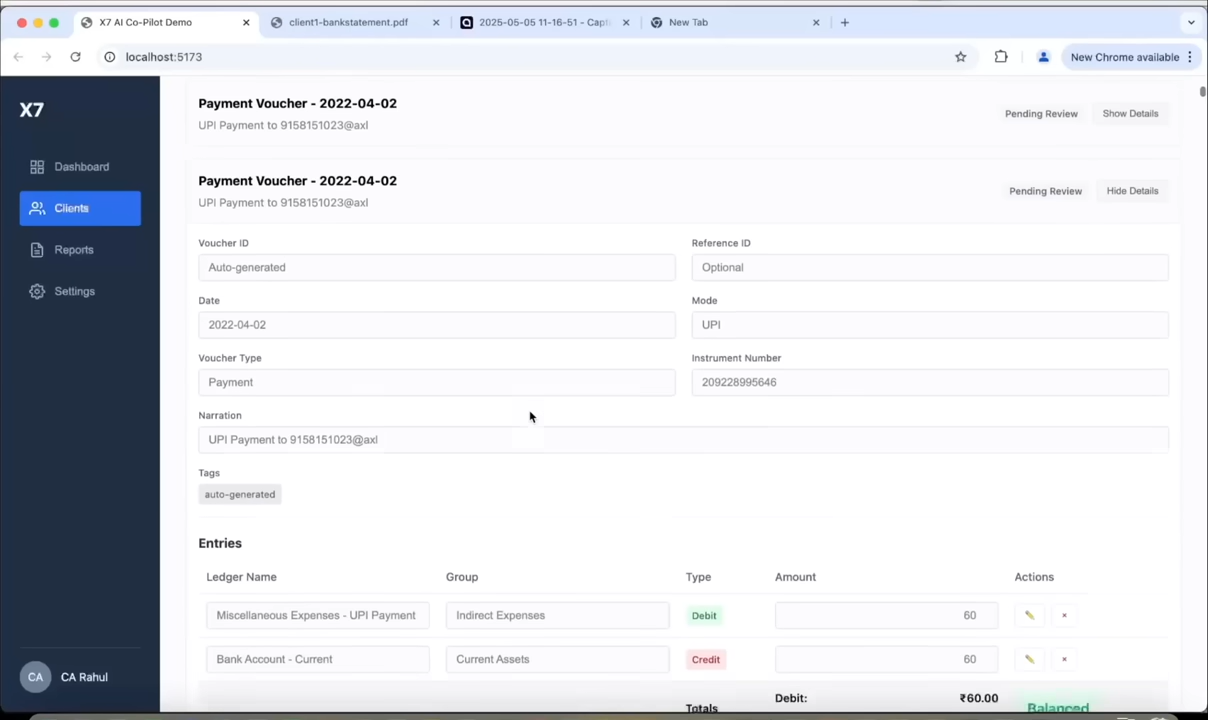 X7 AI Co-Pilot Demo
client1-bankstatement.pdf
2025-05-05 11-16-51 - Capt
New Tab
localhost:5173
New Chrome available
X7
Dashboard
Clients
Reports
Settings
CA
CA Rahul
Payment Voucher - 2022-04-02
UPI Payment to 9158151023@axl
Pending Review
Show Details
Payment Voucher - 2022-04-02
UPI Payment to 9158151023@axl
Pending Review
Hide Details
Voucher ID
Reference ID
Auto-generated
Optional
Date
Mode
2022-04-02
UPI
Voucher Type
Instrument Number
Payment
209228995646
Narration
UPI Payment to 9158151023@axl
Tags
auto-generated
Entries
Ledger Name Group Type Amount Actions
Miscellaneous Expenses - UPI Payment Indirect Expenses Debit 60 ×
Bank Account - Current Current Assets Credit 60 ×
Totals Debit: ₹60.00 Balanced